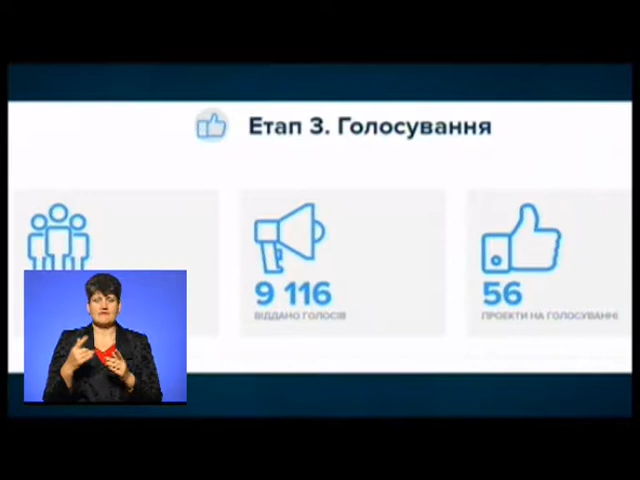 Етап 3. Голосування
9 116
ВІДДАНО ГОЛОСІВ
56
ПРОЕКТИ НА ГОЛОСУВАННІ